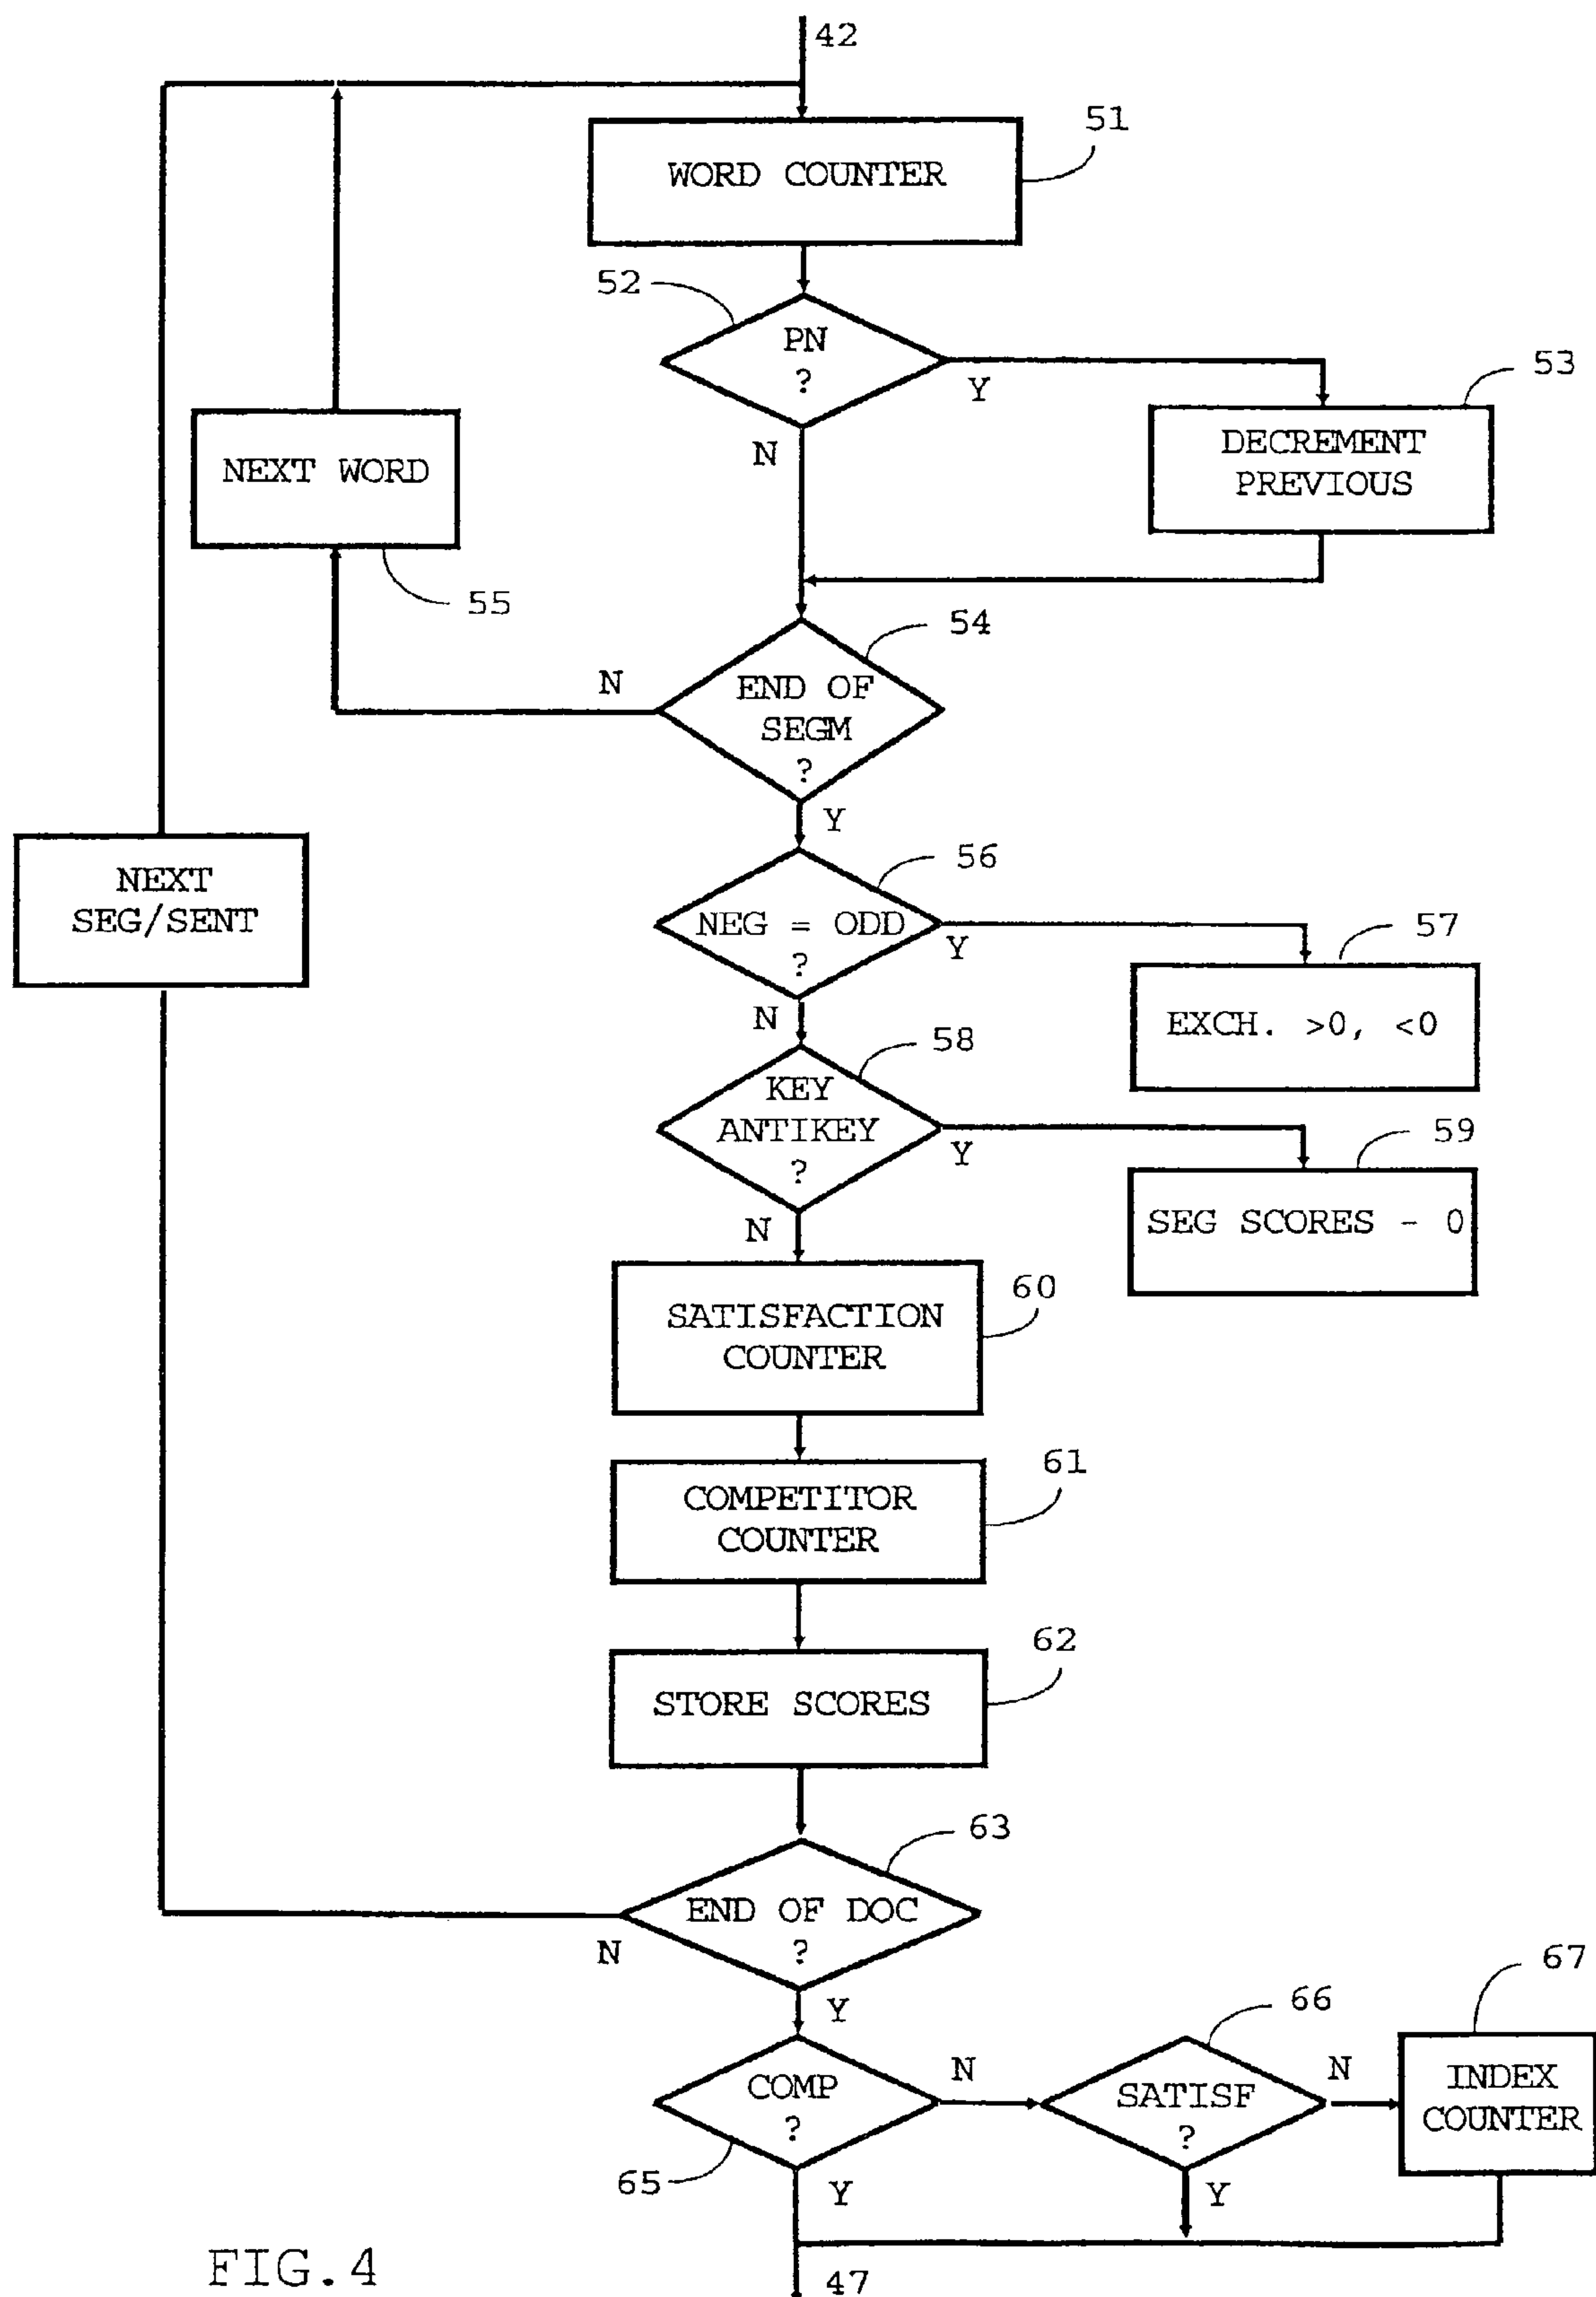 42
51
WORD COUNTER
52
PN
?
Y
53
N
DECREMENT
PREVIOUS
NEXT WORD
55
54
N
END OF
SEGM
?
Y
NEXT
SEG/SENT
56
NEG = ODD
?
Y
57
N
EXCH. >0, <0
58
KEY
ANTIKEY
?
Y
59
N
SEG SCORES - 0
60
SATISFACTION
COUNTER
61
COMPETITOR
COUNTER
62
STORE SCORES
63
END OF DOC
?
N
Y
67
66
COMP
?
N
SATISF
?
N
INDEX
COUNTER
65
Y
Y
FIG.4
47